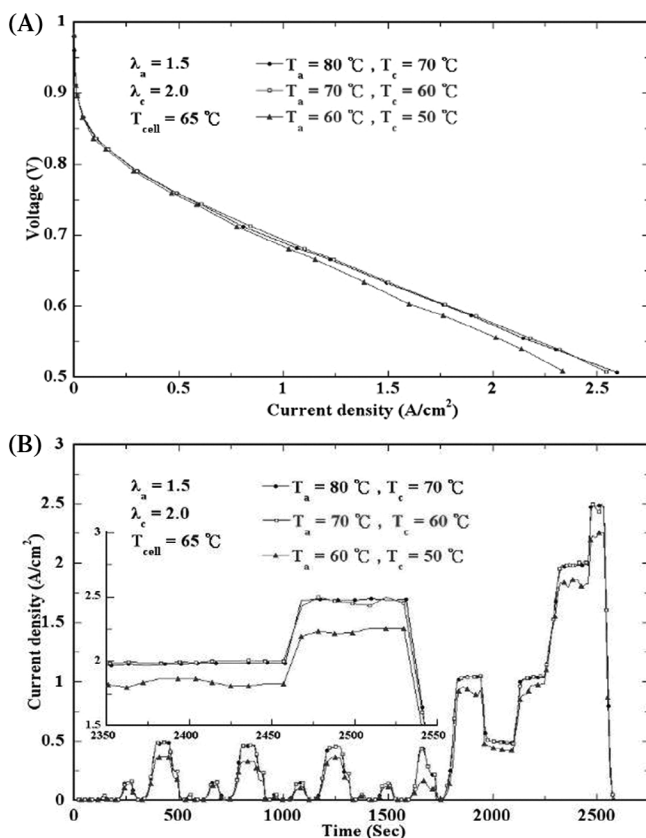 (A)
λa = 1.5
λc = 2.0
Tcell = 65 ℃
Ta = 80 ℃ , Tc = 70 ℃
Ta = 70 ℃ , Tc = 60 ℃
Ta = 60 ℃ , Tc = 50 ℃
Voltage (V)
1
0.9
0.8
0.7
0.6
0.5
0
0.5
1
1.5
2
2.5
Current density (A/cm²)
(B)
λa = 1.5
λc = 2.0
Tcell = 65 ℃
Ta = 80 ℃ , Tc = 70 ℃
Ta = 70 ℃ , Tc = 60 ℃
Ta = 60 ℃ , Tc = 50 ℃
Current density (A/cm²)
3
2.5
2
1.5
1
0.5
0
3
2.5
2
1.5
2350
2400
2450
2500
2550
0
500
1000
1500
2000
2500
Time (Sec)